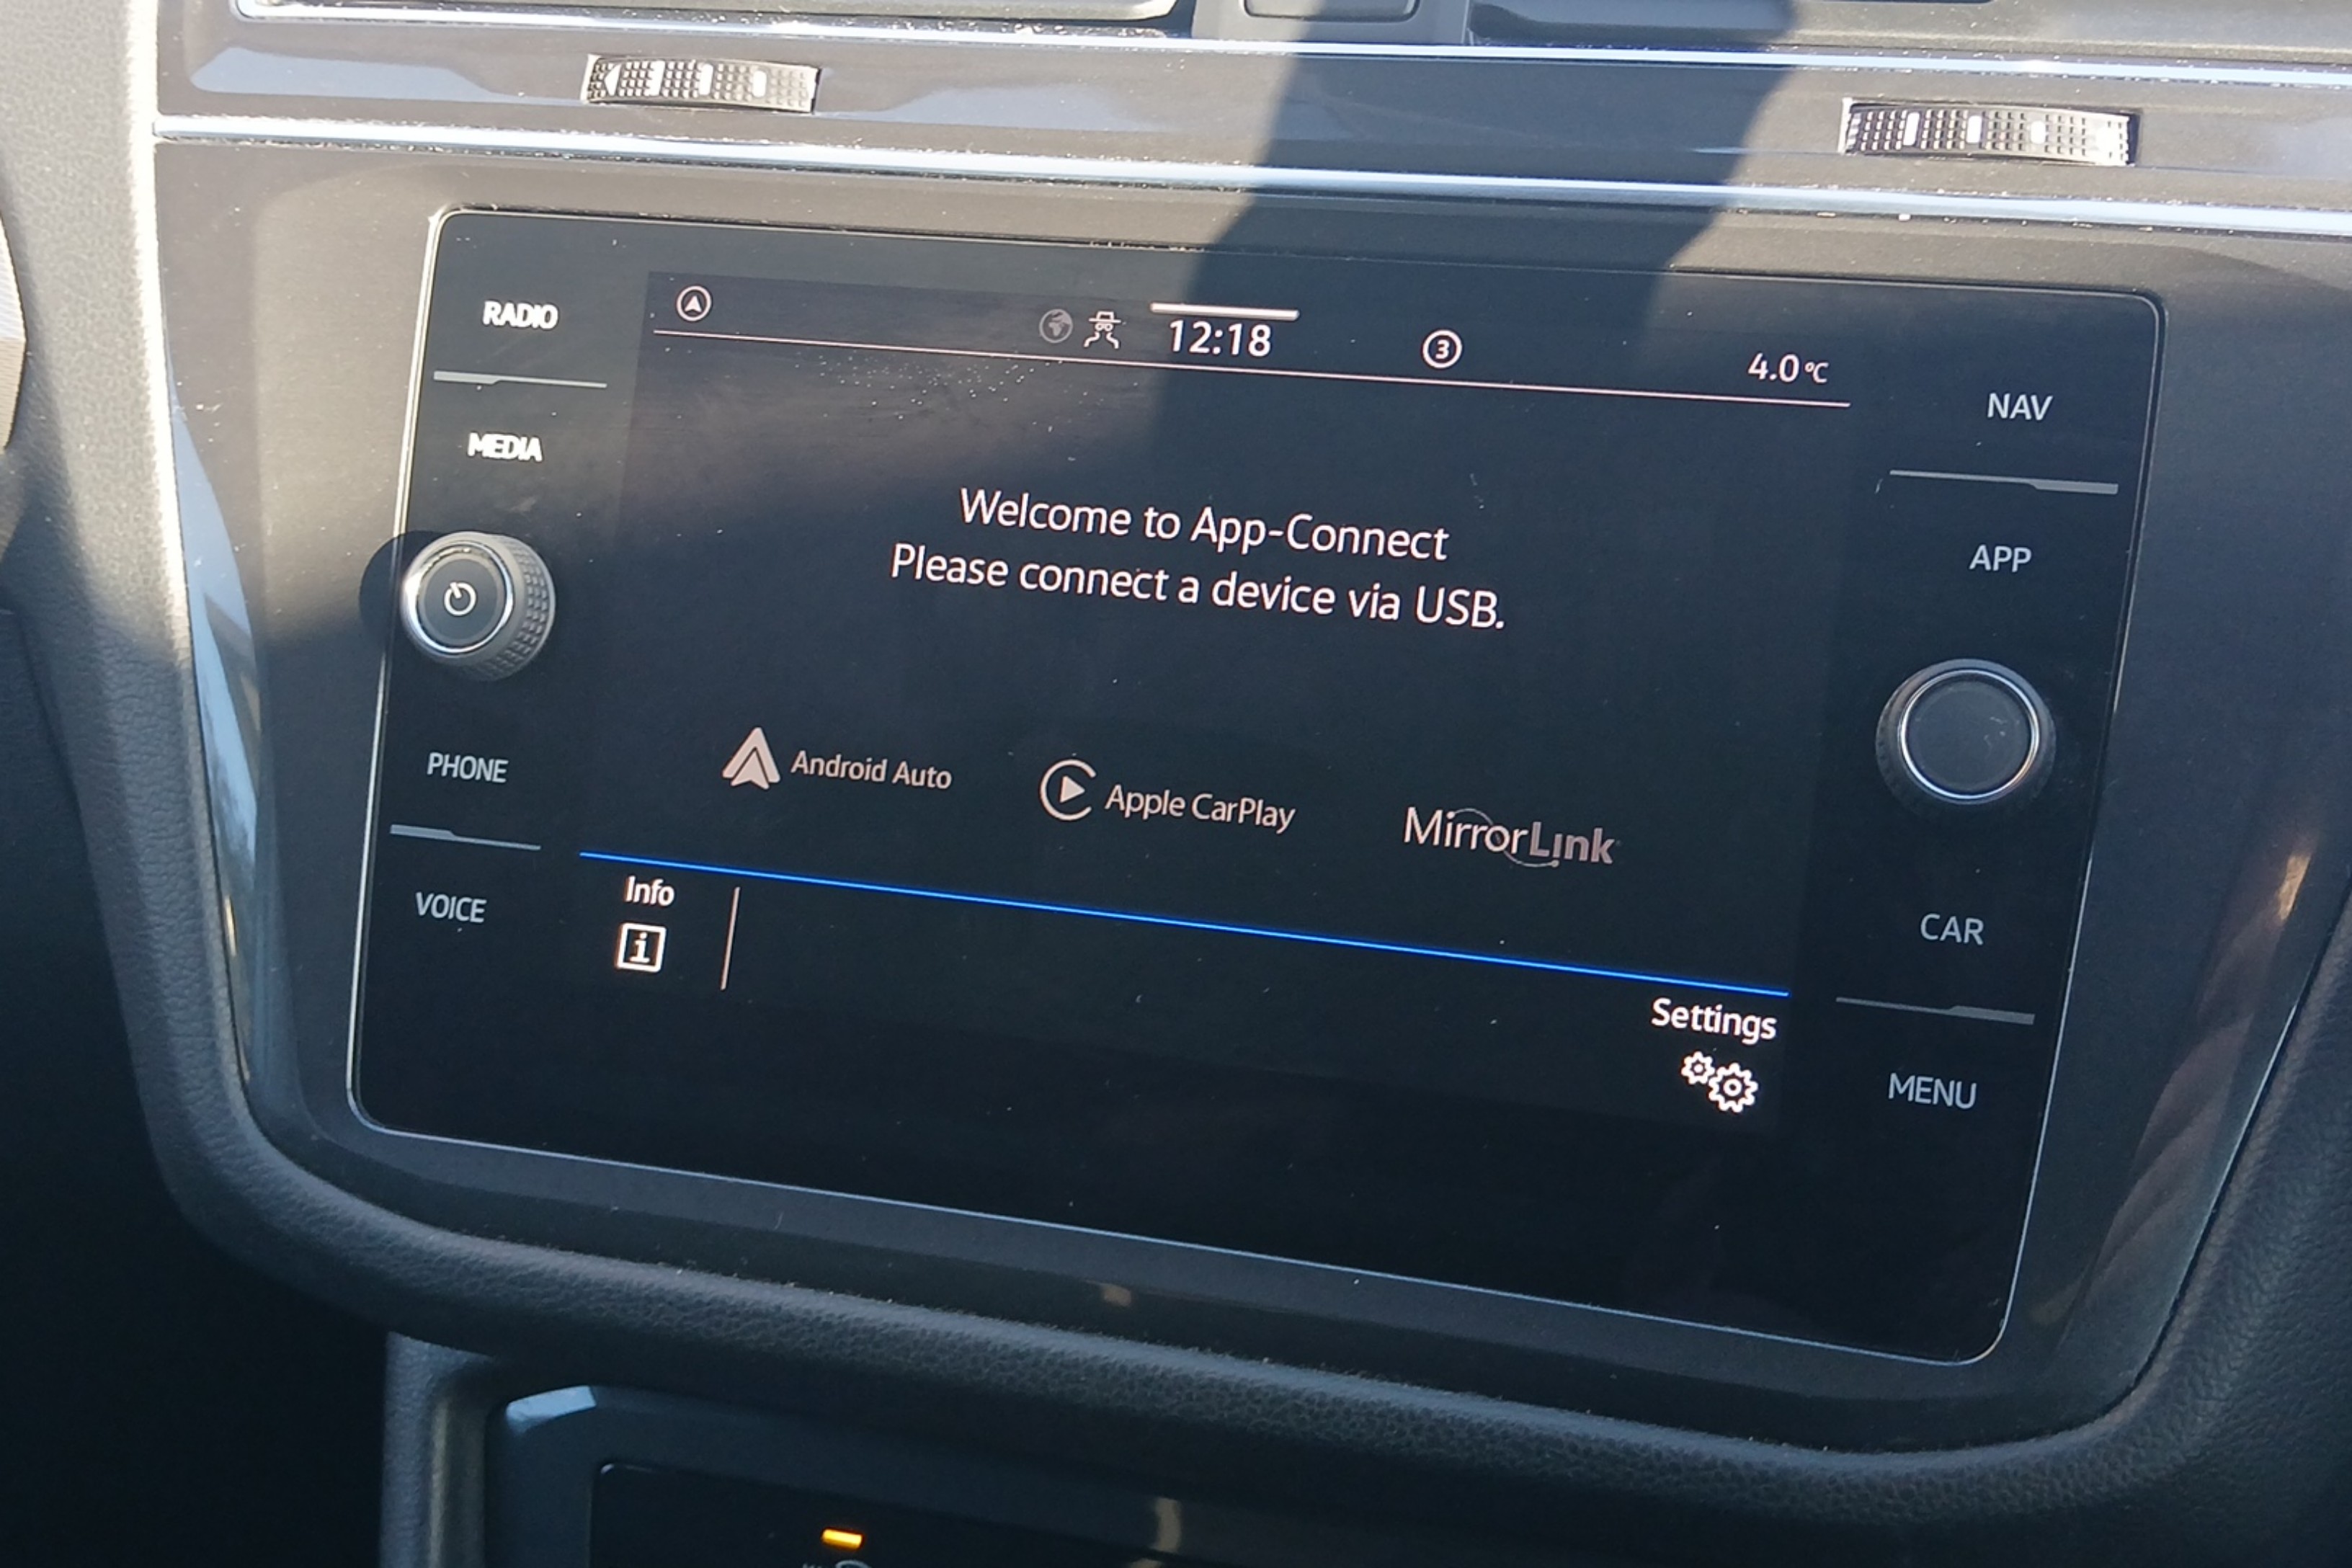 RADIO
MEDIA
PHONE
VOICE
12:18
3
4.0°C
Welcome to App-Connect
Please connect a device via USB.
Android Auto
Apple CarPlay
MirrorLink
Info
i
Settings
NAV
APP
CAR
MENU